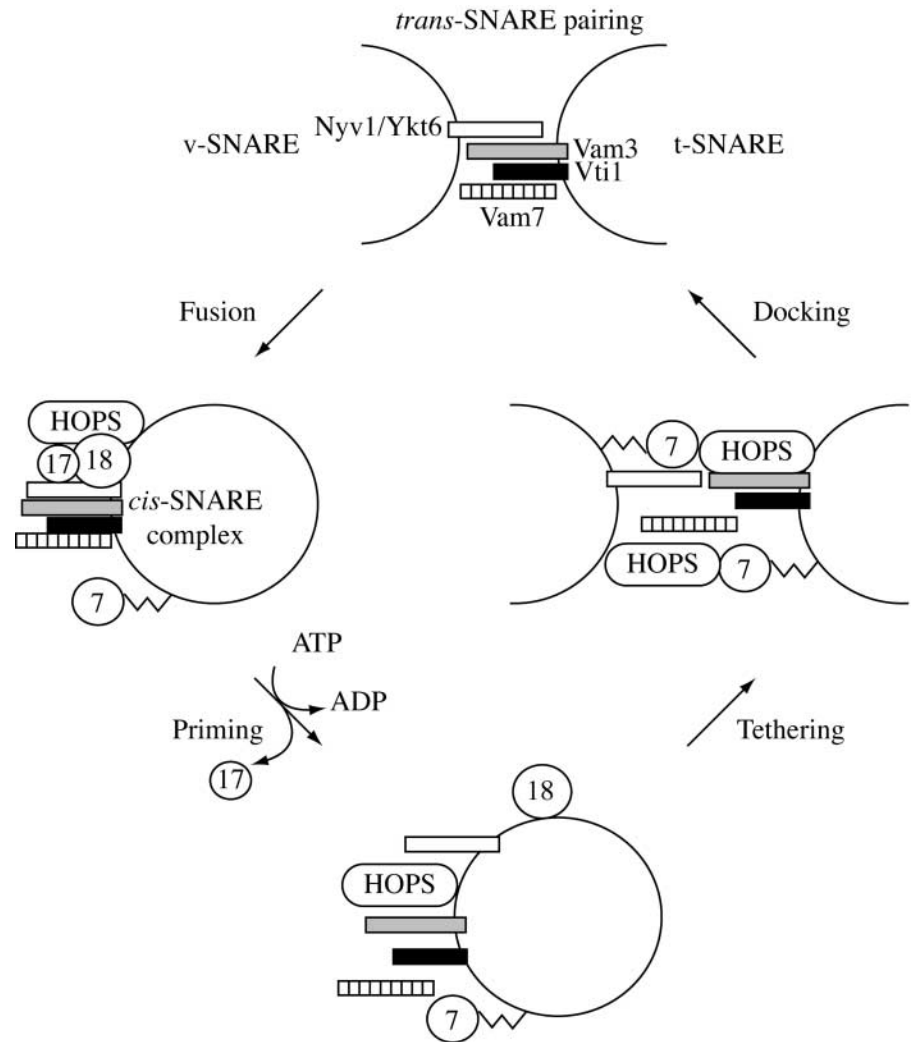 trans-SNARE pairing
Nyv1/Ykt6
v-SNARE
Vam3
t-SNARE
Vti1
Vam7
Fusion
Docking
HOPS
17
18
cis-SNARE
complex
7
7
HOPS
HOPS
7
ATP
ADP
Priming
17
Tethering
18
HOPS
7